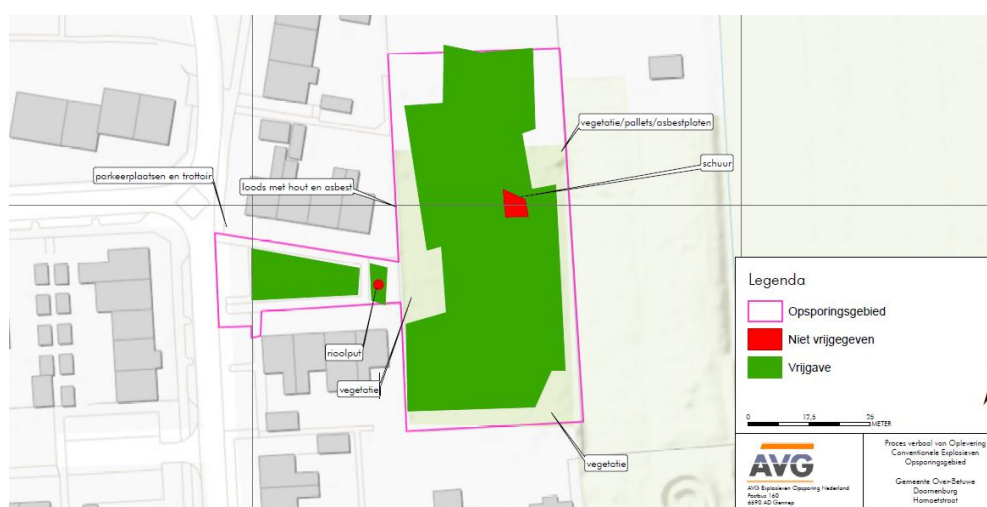 vegetatie/pallets/asbestplaten
schuur
parkeerplaatsen en trottoir
loods met hout en asbest
rioolput
vegetatie
vegetatie
Legenda
Opsporingsgebied
Niet vrijgegeven
Vrijgave
0 12,5 25
METER
AVG
AVG Explosieven Opsporing Nederland
Postbus 160
6590 AD Gennep
Proces verbaal van Oplevering
Conventionele Explosieven
Opsporingsgebied
Gemeente Over-Betuwe
Doornenburg
Homoetstraat